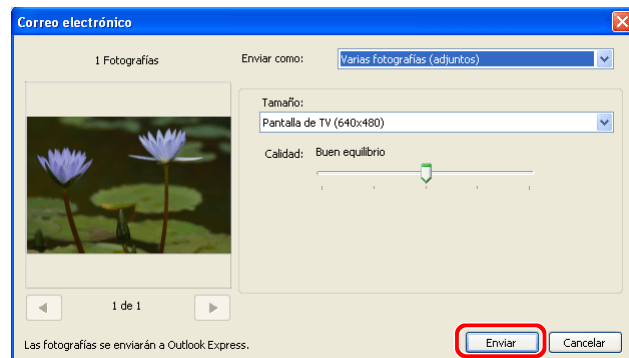 Correo electrónico
1 Fotografías
Enviar como:
Varias fotografías (adjuntos)
Tamaño:
Pantalla de TV (640x480)
Calidad:
Buen equilibrio
1 de 1
Las fotografías se enviarán a Outlook Express.
Enviar
Cancelar